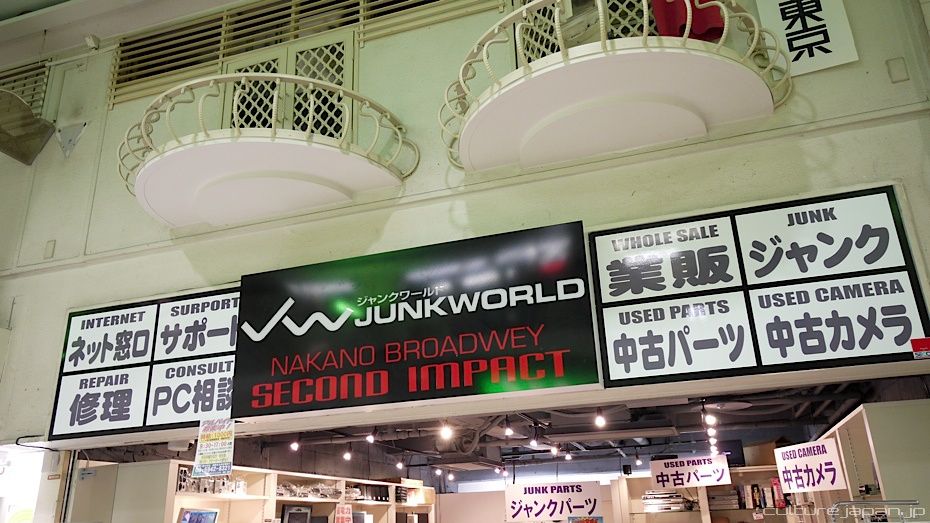 東京
INTERNET
ネット窓口
SURPORT
サポート
REPAIR
修理
CONSULT
PC相談
ジャンクワールド
JUNKWORLD
NAKANO BROADWEY
SECOND IMPACT
WHOLE SALE
業販
JUNK
ジャンク
USED PARTS
中古パーツ
USED CAMERA
中古カメラ
JUNK PARTS
ジャンクパーツ
USED PARTS
中古パーツ
USED CAMERA
中古カメラ
culturejapan.jp